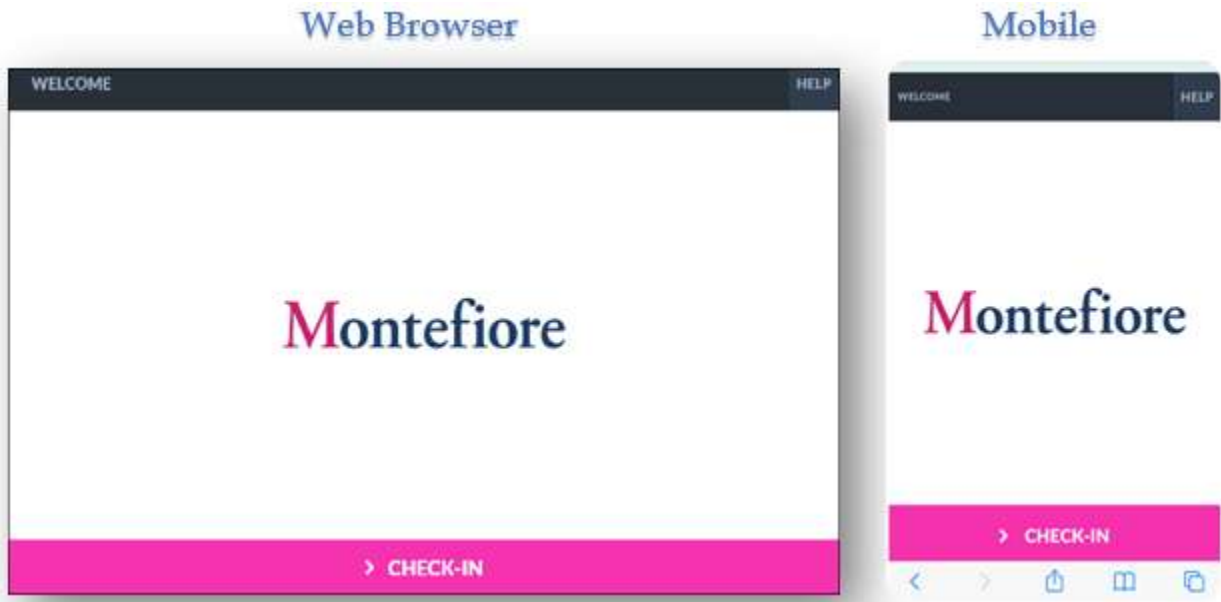 Web Browser
Mobile
WELCOME
HELP
WELCOME
HELP
Montefiore
Montefiore
> CHECK-IN
> CHECK-IN